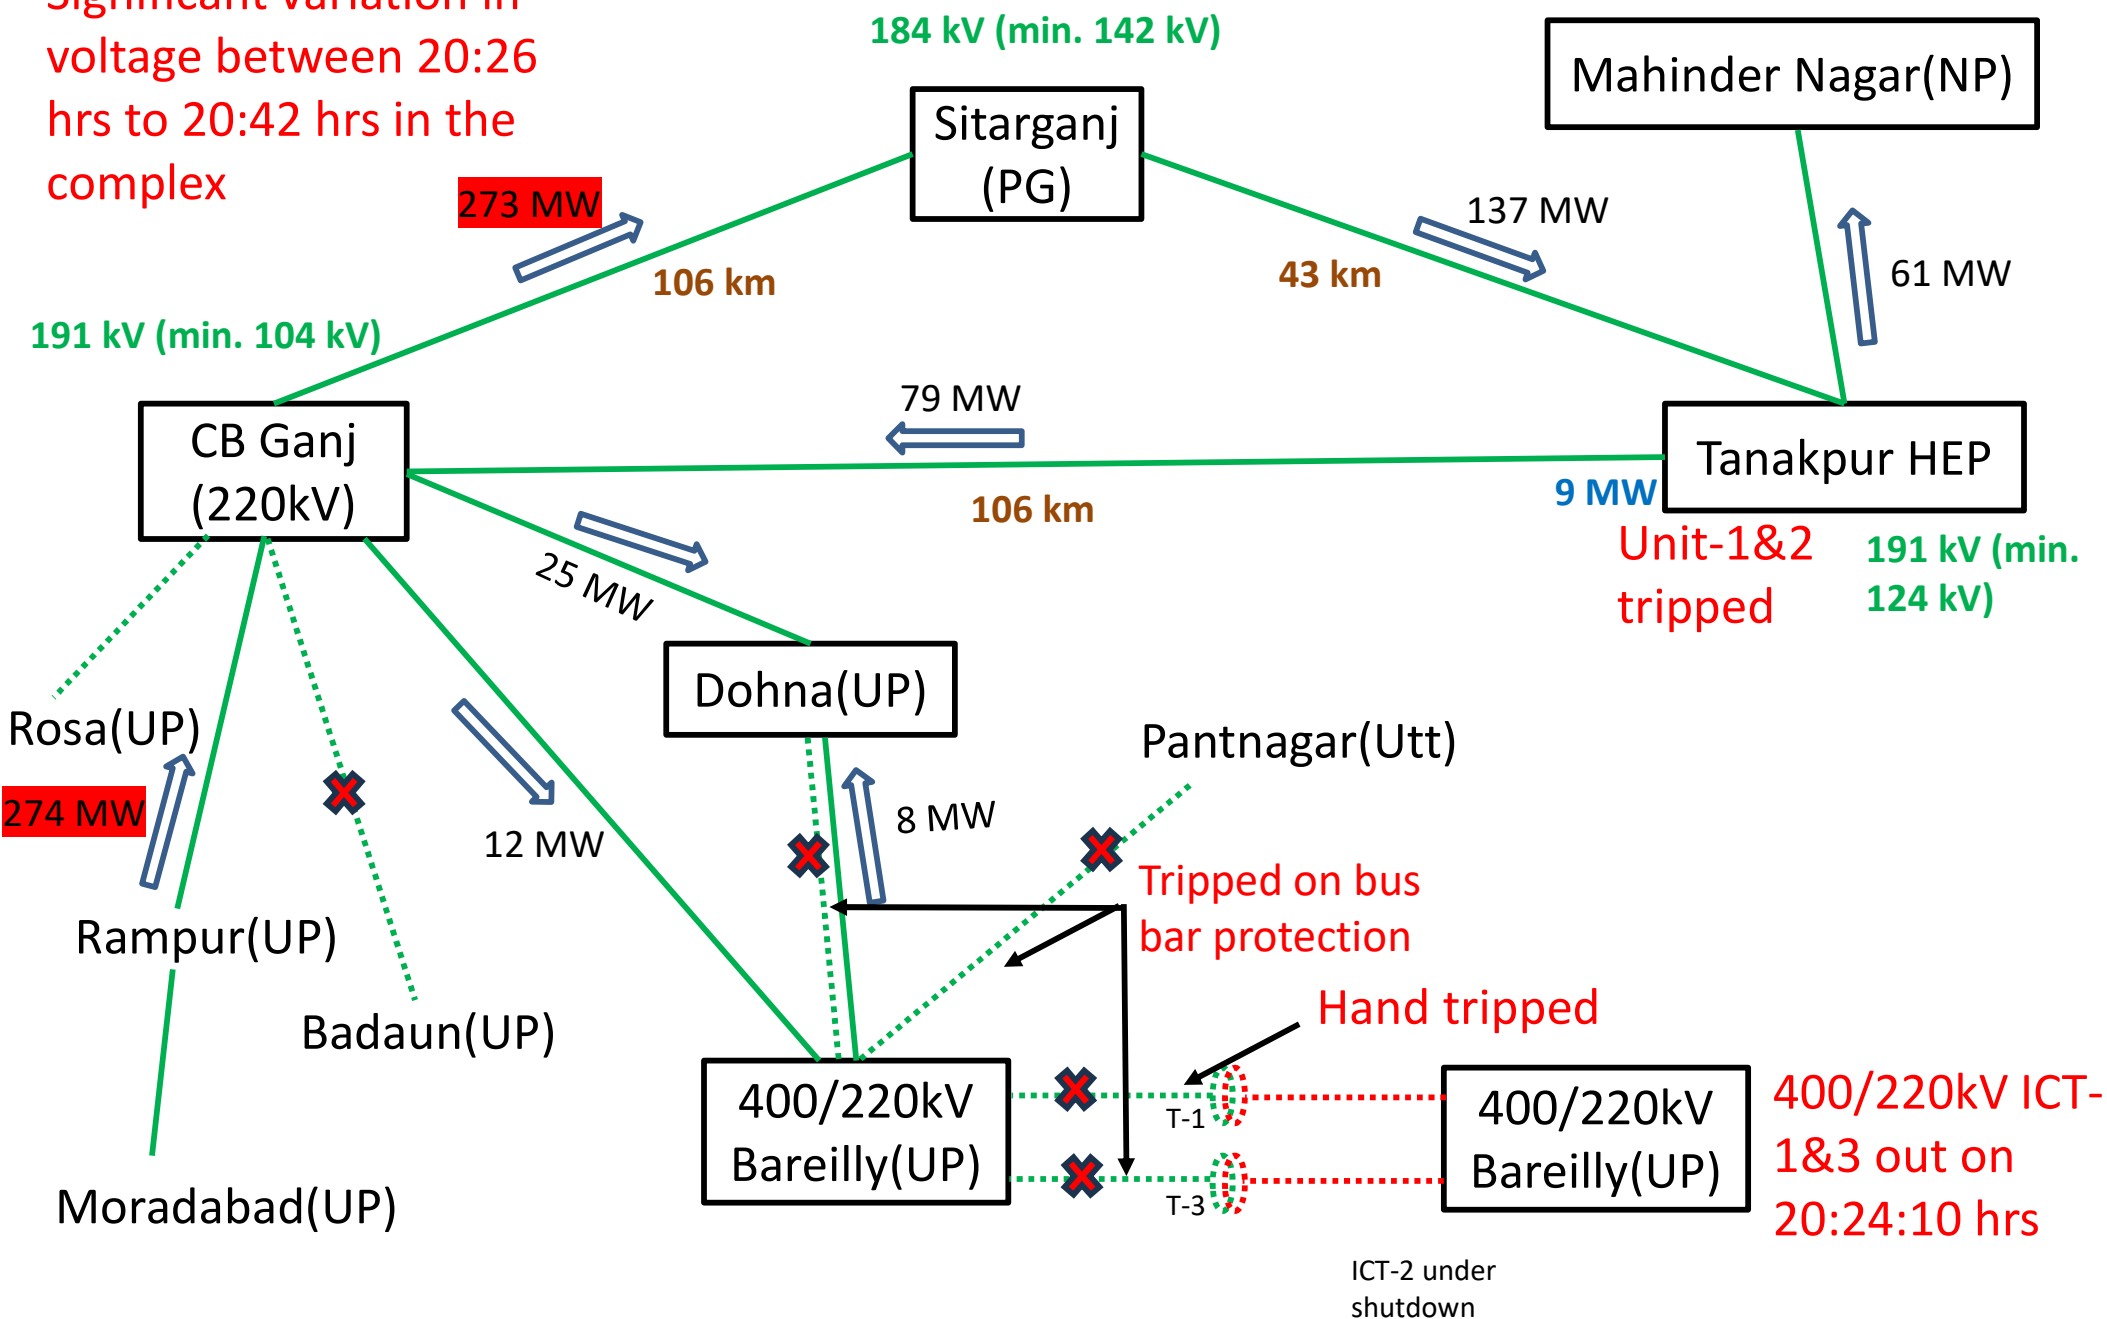 Significant variation in
voltage between 20:26
hrs to 20:42 hrs in the
complex
184 kV (min. 142 kV)
Sitarganj
(PG)
Mahinder Nagar(NP)
273 MW
106 km
137 MW
43 km
61 MW
191 kV (min. 104 kV)
CB Ganj
(220kV)
79 MW
106 km
Tanakpur HEP
9 MW
Unit-1&2
tripped
191 kV (min.
124 kV)
25 MW
Dohna(UP)
Rosa(UP)
274 MW
12 MW
8 MW
Pantnagar(Utt)
Tripped on bus
bar protection
Rampur(UP)
Badaun(UP)
Hand tripped
Moradabad(UP)
400/220kV
Bareilly(UP)
T-1
T-3
400/220kV
Bareilly(UP)
400/220kV ICT-
1&3 out on
20:24:10 hrs
ICT-2 under
shutdown